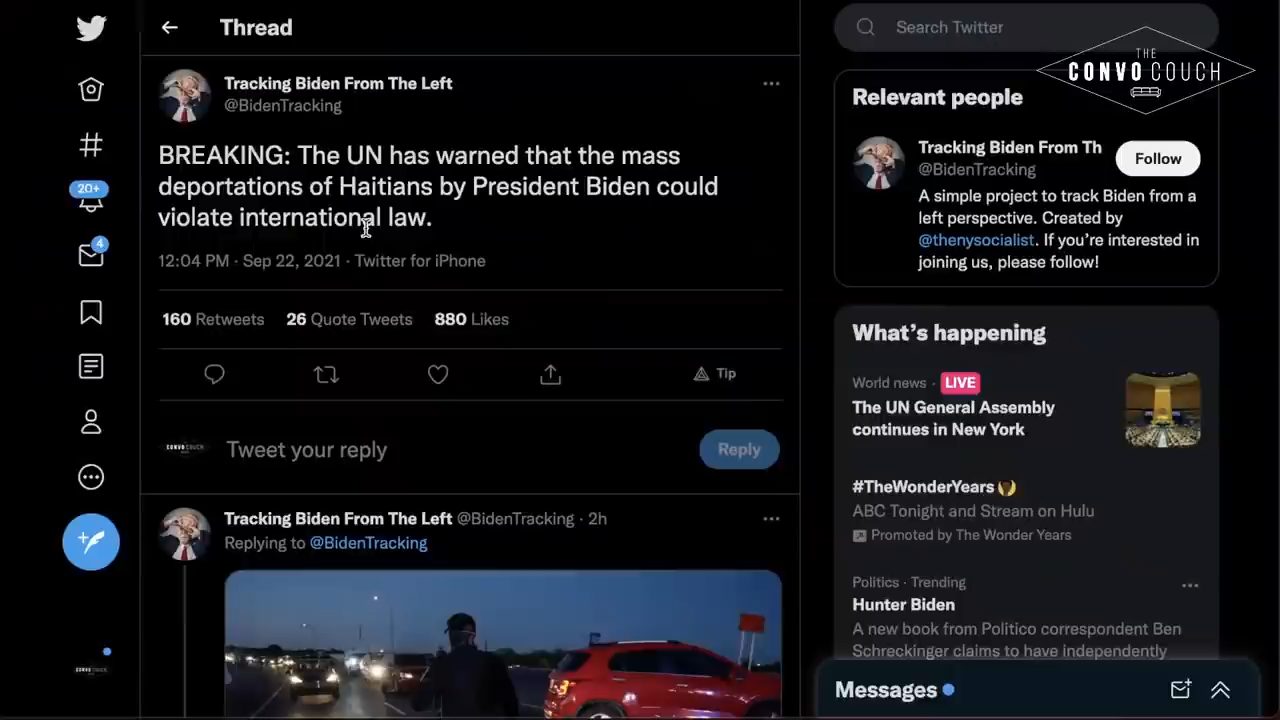 Thread
Tracking Biden From The Left
@BidenTracking
BREAKING: The UN has warned that the mass
deportations of Haitians by President Biden could
violate international law.
12:04 PM · Sep 22, 2021 · Twitter for iPhone
160 Retweets 26 Quote Tweets 880 Likes
Tip
CONVO COUCH
Tweet your reply
Reply
Tracking Biden From The Left @BidenTracking · 2h
Replying to @BidenTracking
20+
4
Search Twitter
THE
CONVO COUCH
Relevant people
Tracking Biden From Th
Follow
@BidenTracking
A simple project to track Biden from a
left perspective. Created by
@thenysocialist. If you're interested in
joining us, please follow!
What's happening
World news · LIVE
The UN General Assembly
continues in New York
#TheWonderYears
ABC Tonight and Stream on Hulu
Promoted by The Wonder Years
Politics · Trending
Hunter Biden
A new book from Politico correspondent Ben
Schreckinger claims to have independently
Messages